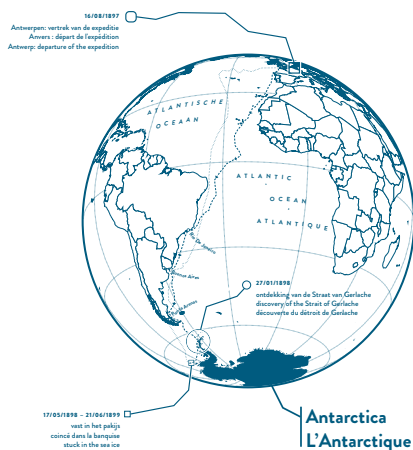 16/08/1897
Antwerpen: vertrek van de expeditie
Anvers : départ de l'expédition
Antwerp: departure of the expedition
ATLANTISCHE
OCEAAN
ATLANTIC
OCEAN
ATLANTIQUE
Rio De Janeiro
Buenos Aires
Punta Arenas
27/01/1898
ontdekking van de Straat van Gerlache
discovery of the Strait of Gerlache
découverte du détroit de Gerlache
17/05/1898 - 21/06/1899
vast in het pakijs
coincé dans la banquise
stuck in the sea ice
Antarctica
L'Antarctique